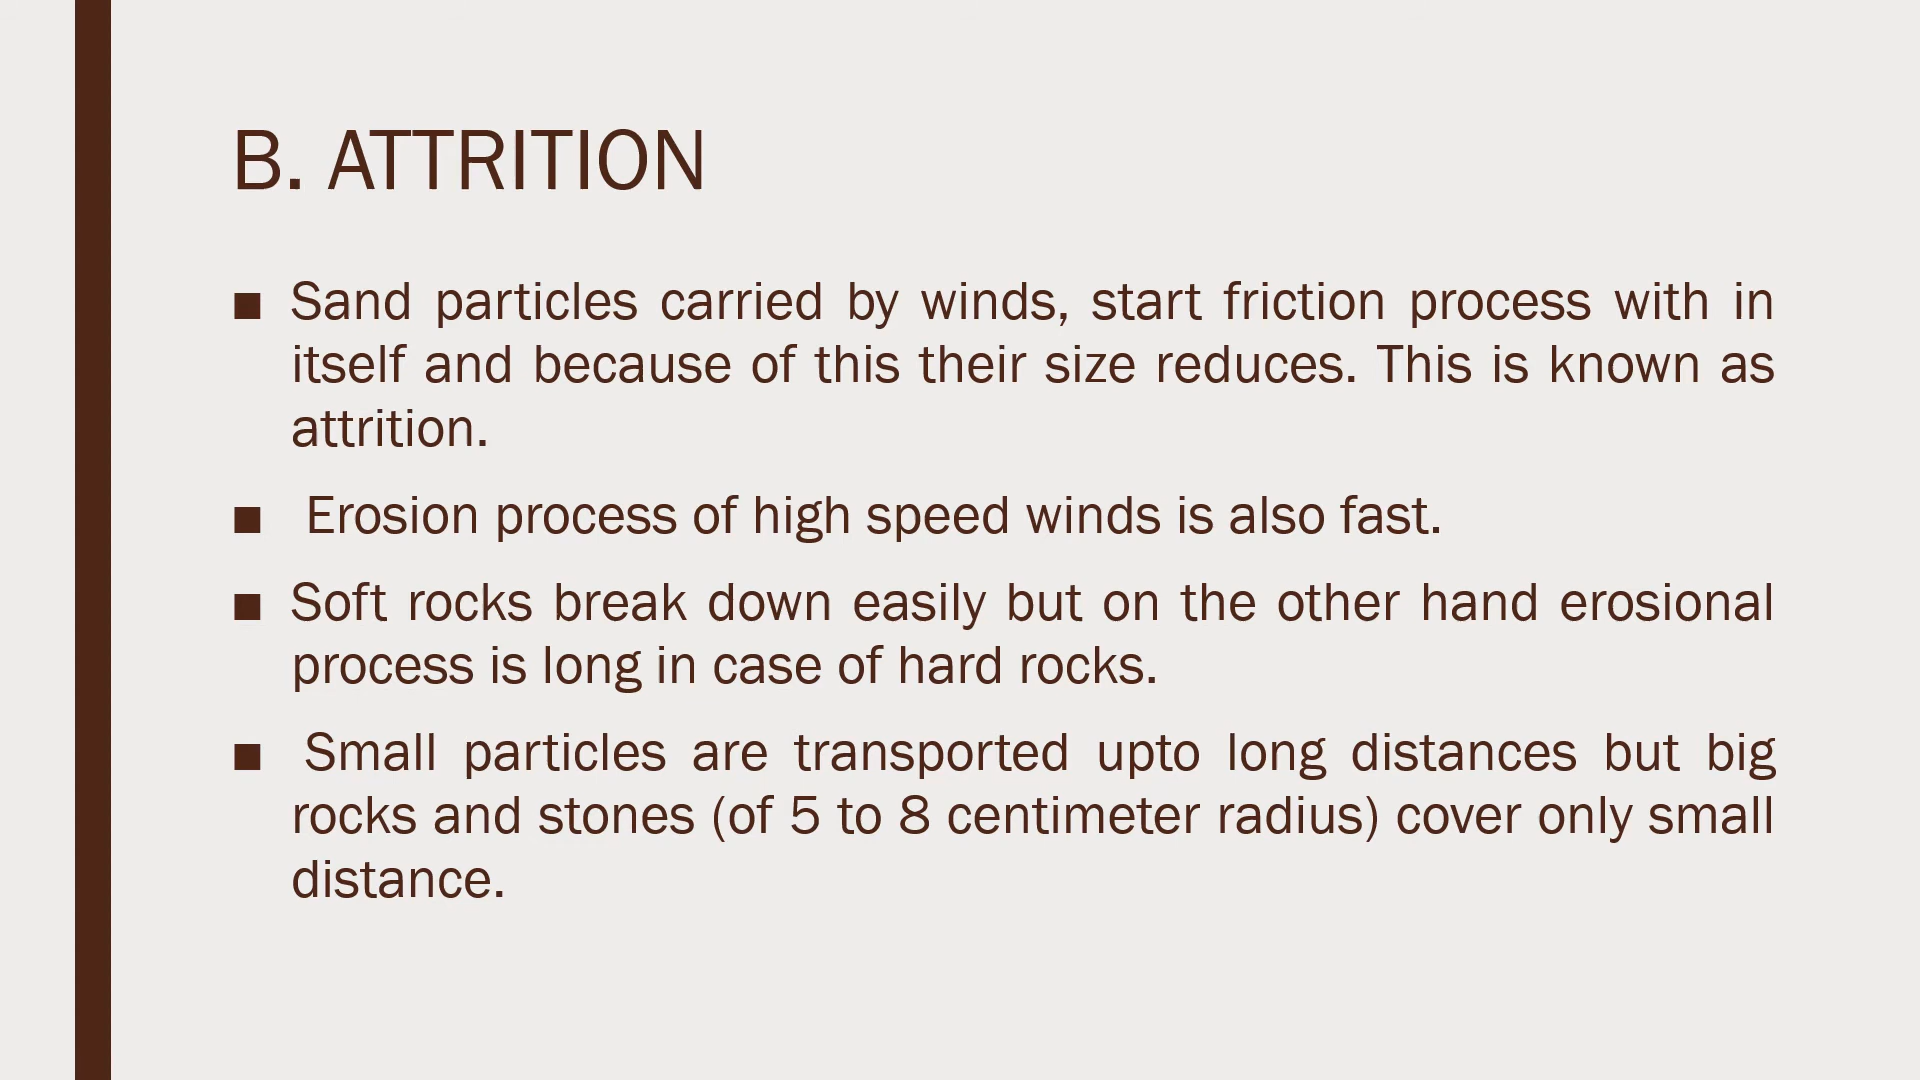 B. ATTRITION
■ Sand particles carried by winds, start friction process with in
itself and because of this their size reduces. This is known as
attrition.
■ Erosion process of high speed winds is also fast.
■ Soft rocks break down easily but on the other hand erosional
process is long in case of hard rocks.
■ Small particles are transported upto long distances but big
rocks and stones (of 5 to 8 centimeter radius) cover only small
distance.